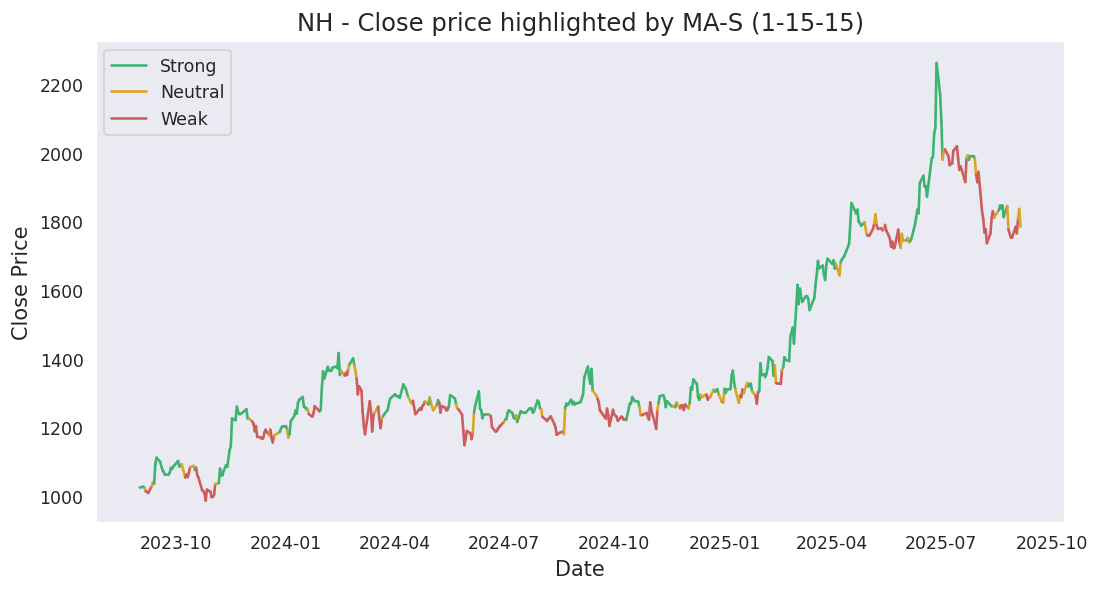 NH - Close price highlighted by MA-S (1-15-15)
Strong
Neutral
Weak
Close Price
2200
2000
1800
1600
1400
1200
1000
2023-10 2024-01 2024-04 2024-07 2024-10 2025-01 2025-04 2025-07 2025-10
Date